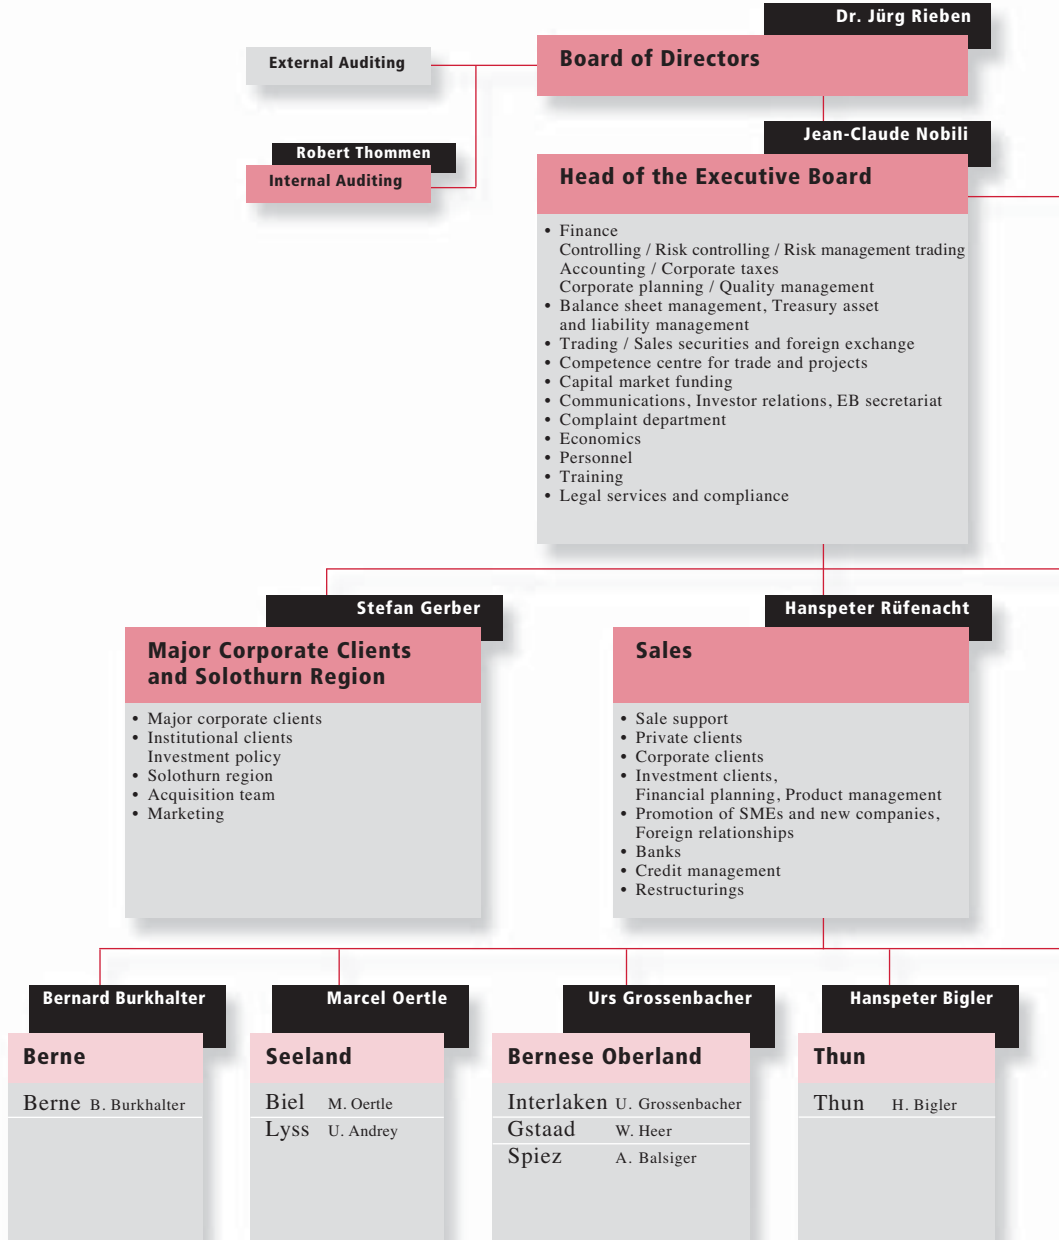 Dr. Jürg Rieben
Board of Directors
External Auditing
Robert Thommen
Internal Auditing
Jean-Claude Nobili
Head of the Executive Board
• Finance
Controlling / Risk controlling / Risk management trading
Accounting / Corporate taxes
Corporate planning / Quality management
• Balance sheet management, Treasury asset
and liability management
• Trading / Sales securities and foreign exchange
• Competence centre for trade and projects
• Capital market funding
• Communications, Investor relations, EB secretariat
• Complaint department
• Economics
• Personnel
• Training
• Legal services and compliance
Stefan Gerber
Major Corporate Clients
and Solothurn Region
• Major corporate clients
• Institutional clients
Investment policy
• Solothurn region
• Acquisition team
• Marketing
Hanspeter Rüfenacht
Sales
• Sale support
• Private clients
• Corporate clients
• Investment clients,
Financial planning, Product management
• Promotion of SMEs and new companies,
Foreign relationships
• Banks
• Credit management
• Restructurings
Bernard Burkhalter
Berne
Berne B. Burkhalter
Marcel Oertle
Seeland
Biel M. Oertle
Lyss U. Andrey
Urs Grossenbacher
Bernese Oberland
Interlaken U. Grossenbacher
Gstaad W. Heer
Spiez A. Balsiger
Hanspeter Bigler
Thun
Thun H. Bigler